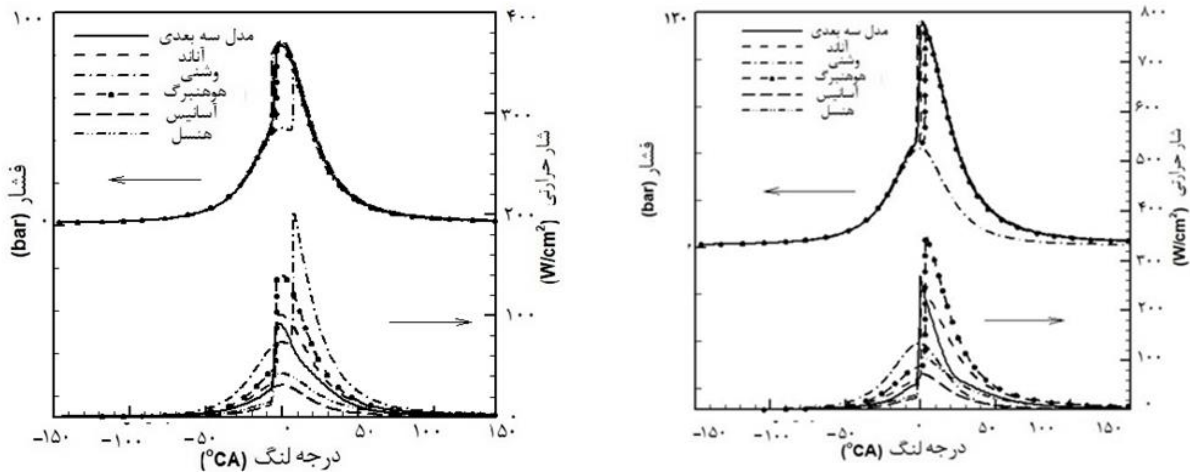 ۱۰۰
۴۰۰
مدل سه بعدی
آناند
وشنی
هوهنبرگ
آسانیس
هنسل
۳۰۰
فشار (bar)
شار حرارتی (W/cm²)
۰
۲۰۰
۱۰۰
۰
−۱۵۰ −۱۰۰ −۵۰ ۰ ۵۰ ۱۰۰ ۱۵۰
درجه لنگ (°CA)
۱۲۰
۸۰۰
مدل سه بعدی
آناند
وشنی
هوهنبرگ
آسانیس
هنسل
۷۰۰
۶۰۰
فشار (bar)
شار حرارتی (W/cm²)
۵۰۰
۴۰۰
۳۰۰
۲۰۰
۱۰۰
۰
−۱۵۰ −۱۰۰ −۵۰ ۰ ۵۰ ۱۰۰ ۱۵۰
درجه لنگ (°CA)